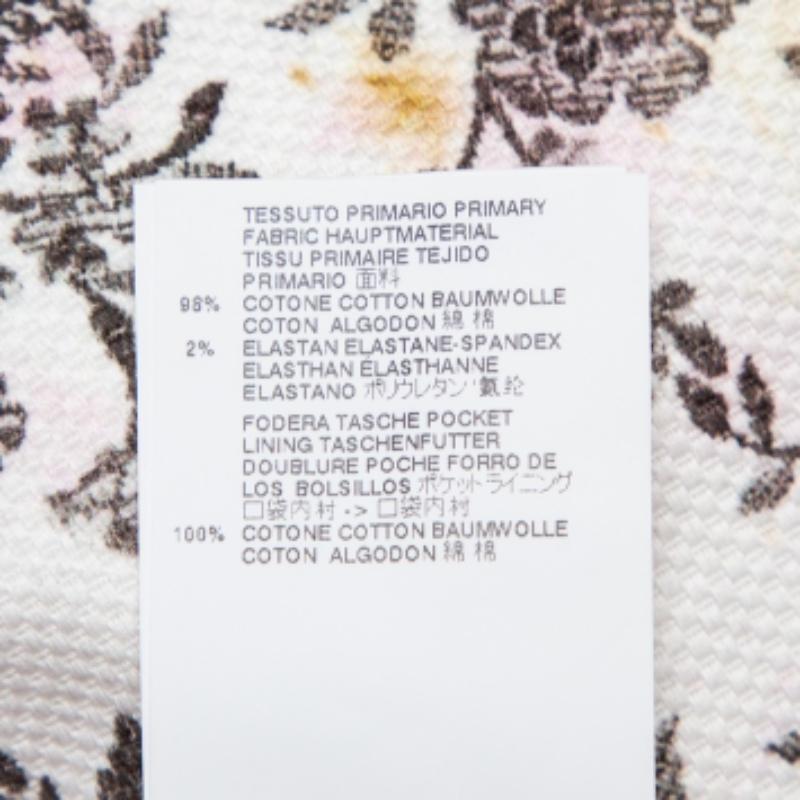 TESSUTO PRIMARIO PRIMARY
FABRIC HAUPTMATERIAL
TISSU PRIMAIRE TEJIDO
PRIMARIO 面料
98% COTONE COTTON BAUMWOLLE
COTON ALGODON 綿 棉
2% ELASTAN ELASTANE-SPANDEX
ELASTHAN ÉLASTHANNE
ELASTANO ポリウレタン 氨纶
FODERA TASCHE POCKET
LINING TASCHENFUTTER
DOUBLURE POCHE FORRO DE
LOS BOLSILLOS ポケットライニング
口袋内村 -> 口袋内村
100% COTONE COTTON BAUMWOLLE
COTON ALGODON 綿 棉